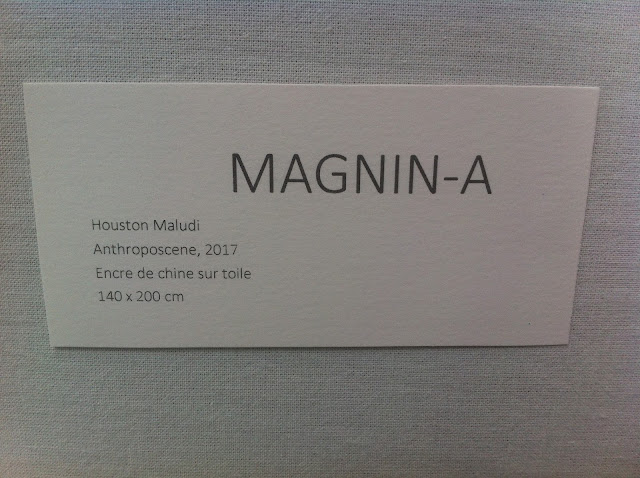 MAGNIN-A
Houston Maludi
Anthroposcene, 2017
Encre de chine sur toile
140 x 200 cm